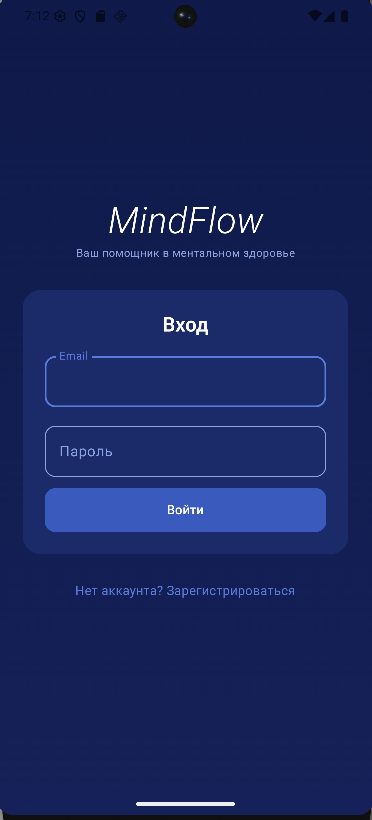 7:12
MindFlow
Ваш помощник в ментальном здоровье
Вход
Email
Пароль
Войти
Нет аккаунта? Зарегистрироваться